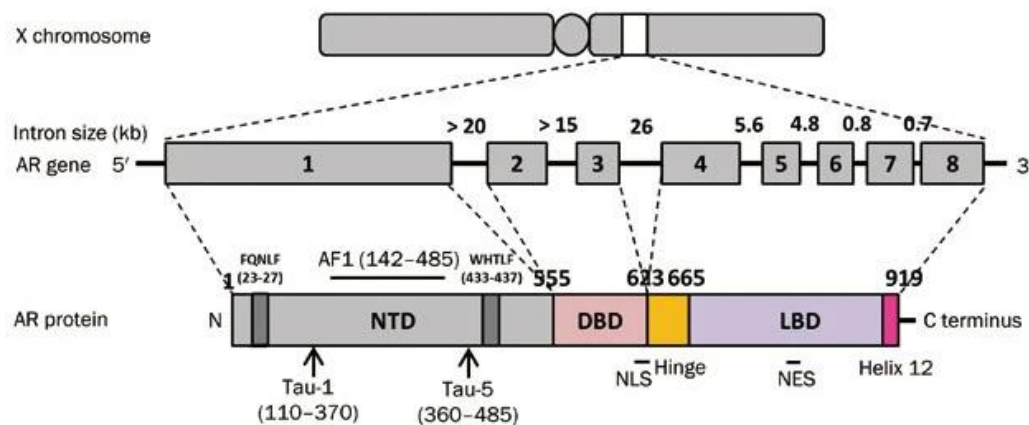 X chromosome
Intron size (kb) > 20 > 15 26 5.6 4.8 0.8 0.7
AR gene 5′ 1 2 3 4 5 6 7 8 3
FQNLF
(23-27)
AF1 (142–485)
WHTLF
(433-437)
1 555 623 665 919
AR protein N NTD DBD LBD C terminus
NLS Hinge NES Helix 12
Tau-1
(110–370)
Tau-5
(360–485)